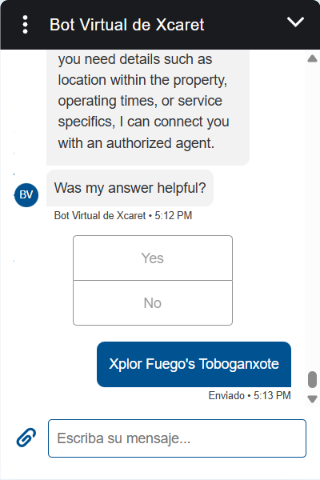 Bot Virtual de Xcaret
you need details such as
location within the property,
operating times, or service
specifics, I can connect you
with an authorized agent.
BV
Was my answer helpful?
Bot Virtual de Xcaret • 5:12 PM
Yes
No
Xplor Fuego's Toboganxote
Enviado • 5:13 PM
Escriba su mensaje...